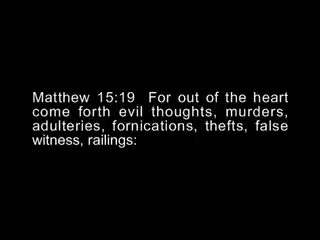 Matthew 15:19 For out of the heart
come forth evil thoughts, murders,
adulteries, fornications, thefts, false
witness, railings: